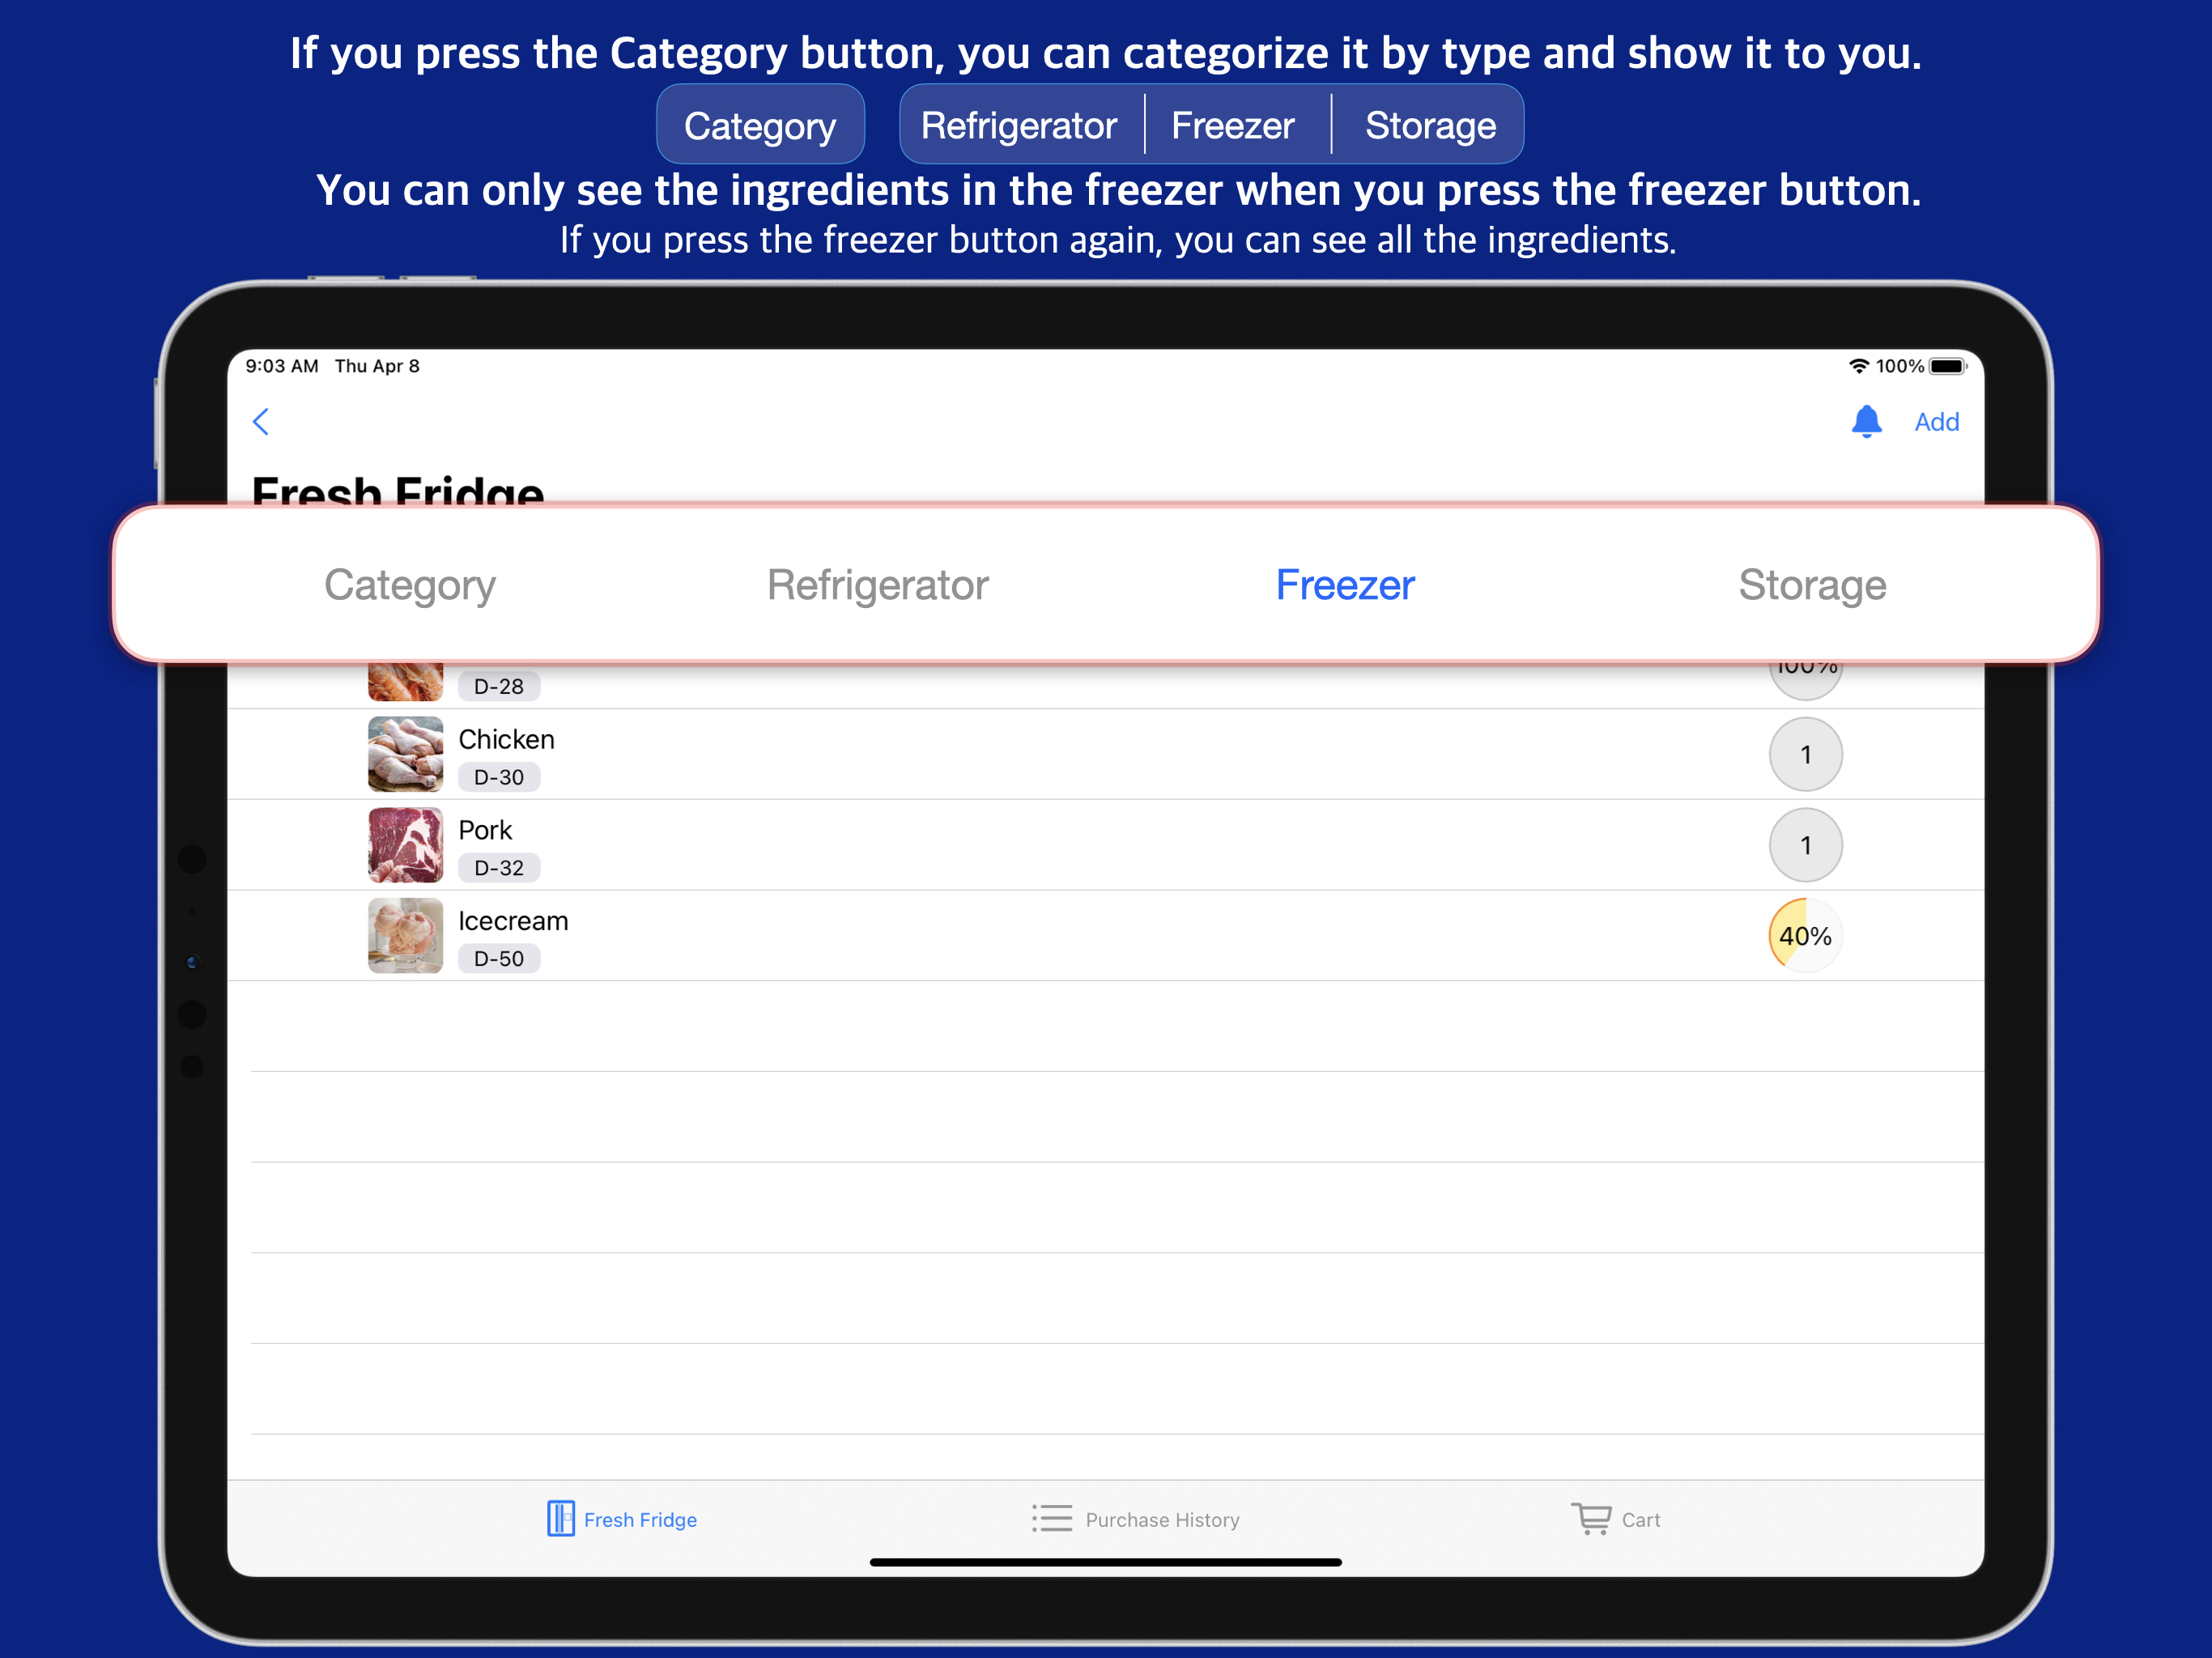 If you press the Category button, you can categorize it by type and show it to you.
Category Refrigerator Freezer Storage
You can only see the ingredients in the freezer when you press the freezer button.
If you press the freezer button again, you can see all the ingredients.
9:03 AM Thu Apr 8 100%
Add
Fresh Fridge
Category Refrigerator Freezer Storage
D-28 100%
Chicken
D-30 1
Pork
D-32 1
Icecream
D-50 40%
Fresh Fridge Purchase History Cart